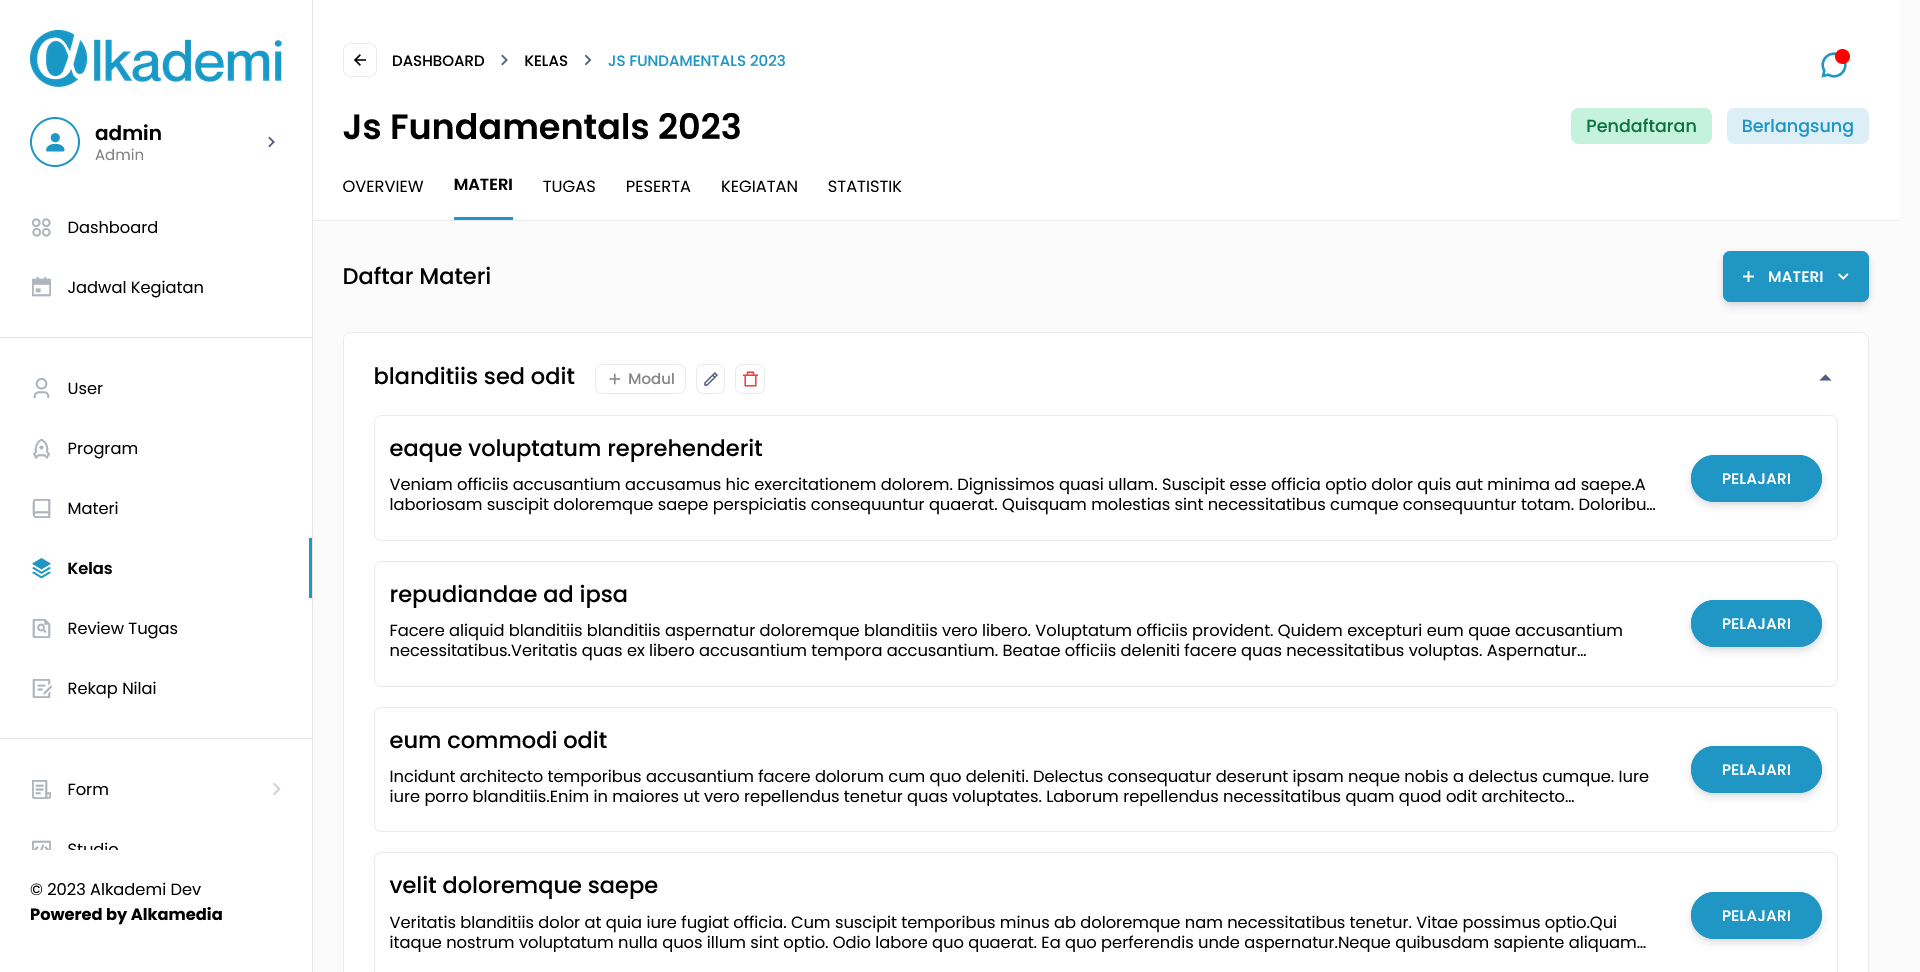 alkademi
admin
Admin
Dashboard
Jadwal Kegiatan
User
Program
Materi
Kelas
Review Tugas
Rekap Nilai
Form
Studio
© 2023 Alkademi Dev
Powered by Alkamedia
DASHBOARD > KELAS > JS FUNDAMENTALS 2023
Js Fundamentals 2023
Pendaftaran Berlangsung
OVERVIEW MATERI TUGAS PESERTA KEGIATAN STATISTIK
Daftar Materi
+ MATERI
blanditiis sed odit + Modul
eaque voluptatum reprehenderit
Veniam officiis accusantium accusamus hic exercitationem dolorem. Dignissimos quasi ullam. Suscipit esse officia optio dolor quis aut minima ad saepe.A
laboriosam suscipit doloremque saepe perspiciatis consequuntur quaerat. Quisquam molestias sint necessitatibus cumque consequuntur totam. Doloribu...
PELAJARI
repudiandae ad ipsa
Facere aliquid blanditiis blanditiis aspernatur doloremque blanditiis vero libero. Voluptatum officiis provident. Quidem excepturi eum quae accusantium
necessitatibus.Veritatis quas ex libero accusantium tempora accusantium. Beatae officiis deleniti facere quas necessitatibus voluptas. Aspernatur...
PELAJARI
eum commodi odit
Incidunt architecto temporibus accusantium facere dolorum cum quo deleniti. Delectus consequatur deserunt ipsam neque nobis a delectus cumque. Iure
iure porro blanditiis.Enim in maiores ut vero repellendus tenetur quas voluptates. Laborum repellendus necessitatibus quam quod odit architecto...
PELAJARI
velit doloremque saepe
Veritatis blanditiis dolor at quia iure fugiat officia. Cum suscipit temporibus minus ab doloremque nam necessitatibus tenetur. Vitae possimus optio.Qui
itaque nostrum voluptatum nulla quos illum sint optio. Odio labore quo quaerat. Ea quo perferendis unde aspernatur.Neque quibusdam sapiente aliquam...
PELAJARI